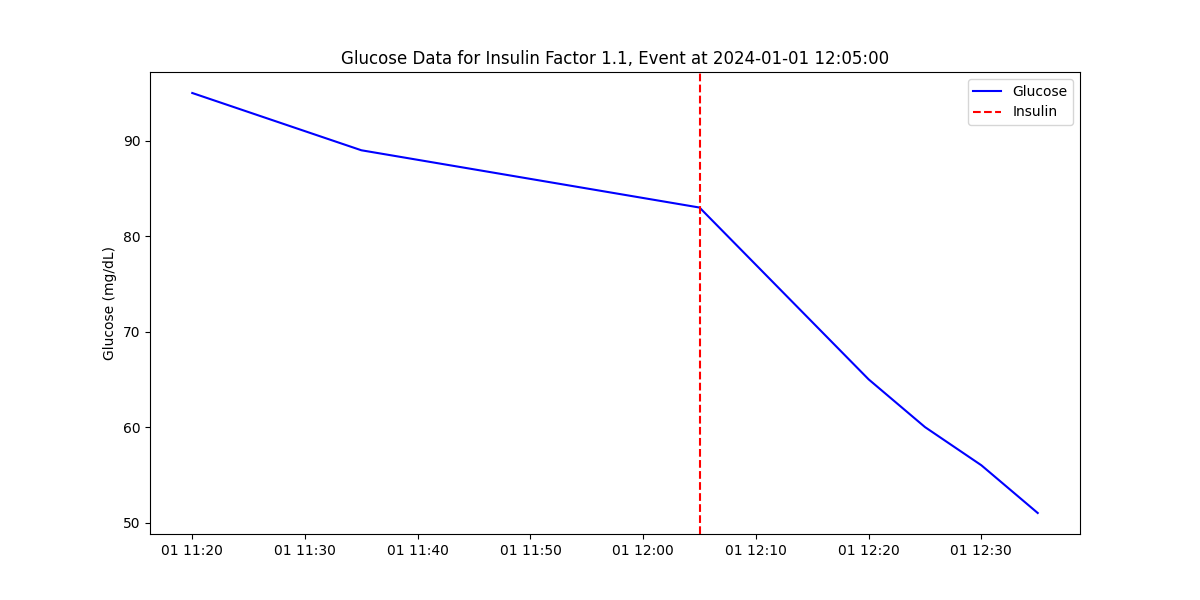 Glucose Data for Insulin Factor 1.1, Event at 2024-01-01 12:05:00
Glucose
Insulin
Glucose (mg/dL)
90
80
70
60
50
01 11:20 01 11:30 01 11:40 01 11:50 01 12:00 01 12:10 01 12:20 01 12:30